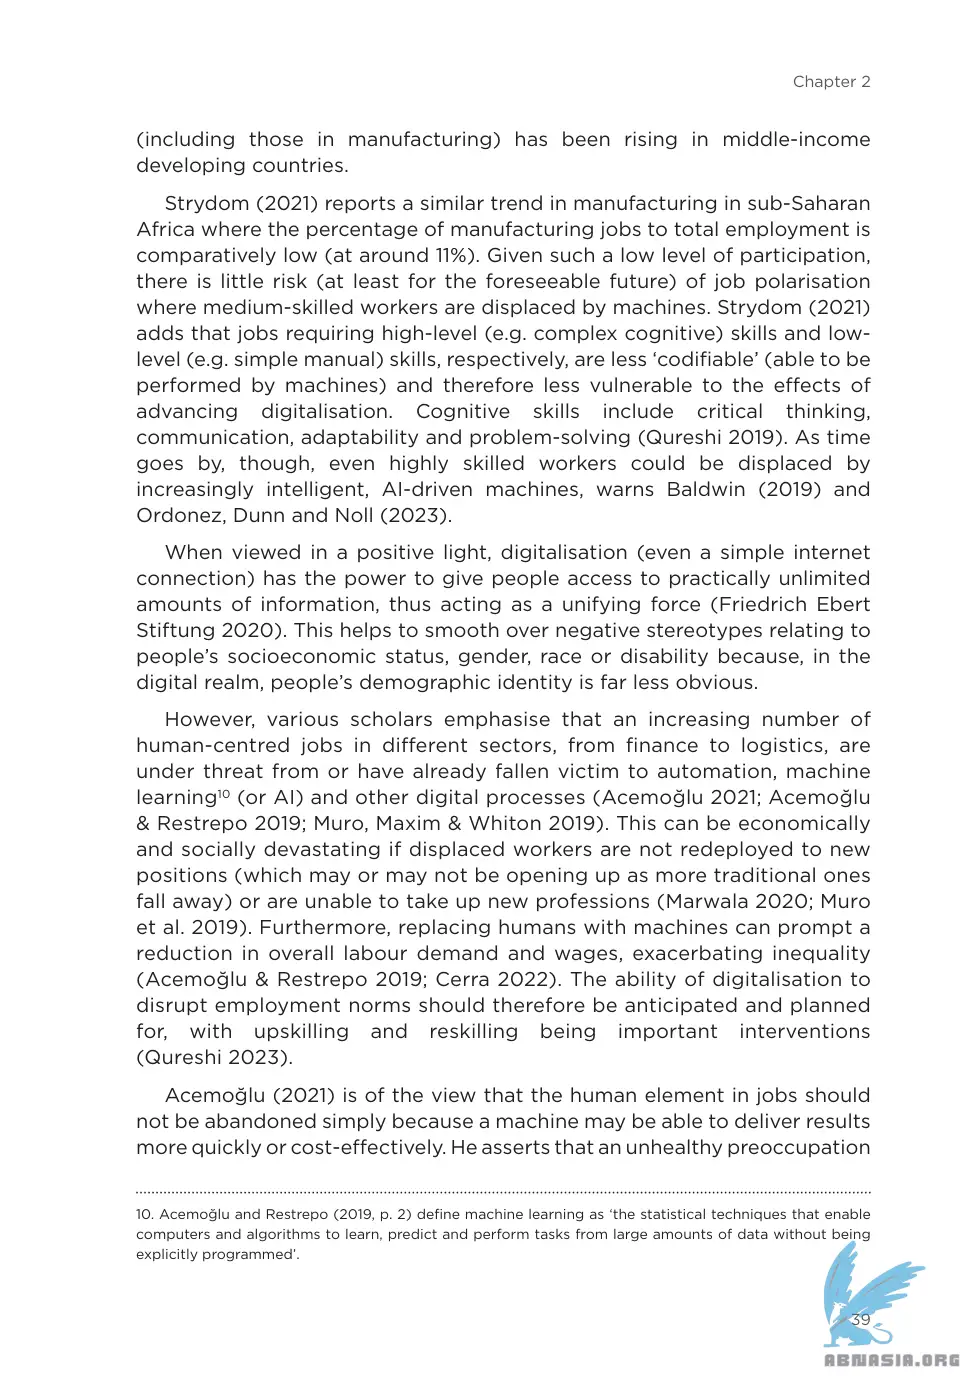 Chapter 2
(including those in manufacturing) has been rising in middle-income
developing countries.
Strydom (2021) reports a similar trend in manufacturing in sub-Saharan
Africa where the percentage of manufacturing jobs to total employment is
comparatively low (at around 11%). Given such a low level of participation,
there is little risk (at least for the foreseeable future) of job polarisation
where medium-skilled workers are displaced by machines. Strydom (2021)
adds that jobs requiring high-level (e.g. complex cognitive) skills and low-
level (e.g. simple manual) skills, respectively, are less ‘codifiable’ (able to be
performed by machines) and therefore less vulnerable to the effects of
advancing digitalisation. Cognitive skills include critical thinking,
communication, adaptability and problem-solving (Qureshi 2019). As time
goes by, though, even highly skilled workers could be displaced by
increasingly intelligent, AI-driven machines, warns Baldwin (2019) and
Ordonez, Dunn and Noll (2023).
When viewed in a positive light, digitalisation (even a simple internet
connection) has the power to give people access to practically unlimited
amounts of information, thus acting as a unifying force (Friedrich Ebert
Stiftung 2020). This helps to smooth over negative stereotypes relating to
people’s socioeconomic status, gender, race or disability because, in the
digital realm, people’s demographic identity is far less obvious.
However, various scholars emphasise that an increasing number of
human-centred jobs in different sectors, from finance to logistics, are
under threat from or have already fallen victim to automation, machine
learning¹⁰ (or AI) and other digital processes (Acemoğlu 2021; Acemoğlu
& Restrepo 2019; Muro, Maxim & Whiton 2019). This can be economically
and socially devastating if displaced workers are not redeployed to new
positions (which may or may not be opening up as more traditional ones
fall away) or are unable to take up new professions (Marwala 2020; Muro
et al. 2019). Furthermore, replacing humans with machines can prompt a
reduction in overall labour demand and wages, exacerbating inequality
(Acemoğlu & Restrepo 2019; Cerra 2022). The ability of digitalisation to
disrupt employment norms should therefore be anticipated and planned
for, with upskilling and reskilling being important interventions
(Qureshi 2023).
Acemoğlu (2021) is of the view that the human element in jobs should
not be abandoned simply because a machine may be able to deliver results
more quickly or cost-effectively. He asserts that an unhealthy preoccupation
10. Acemoğlu and Restrepo (2019, p. 2) define machine learning as ‘the statistical techniques that enable
computers and algorithms to learn, predict and perform tasks from large amounts of data without being
explicitly programmed’.
39
ABNASIA.ORG